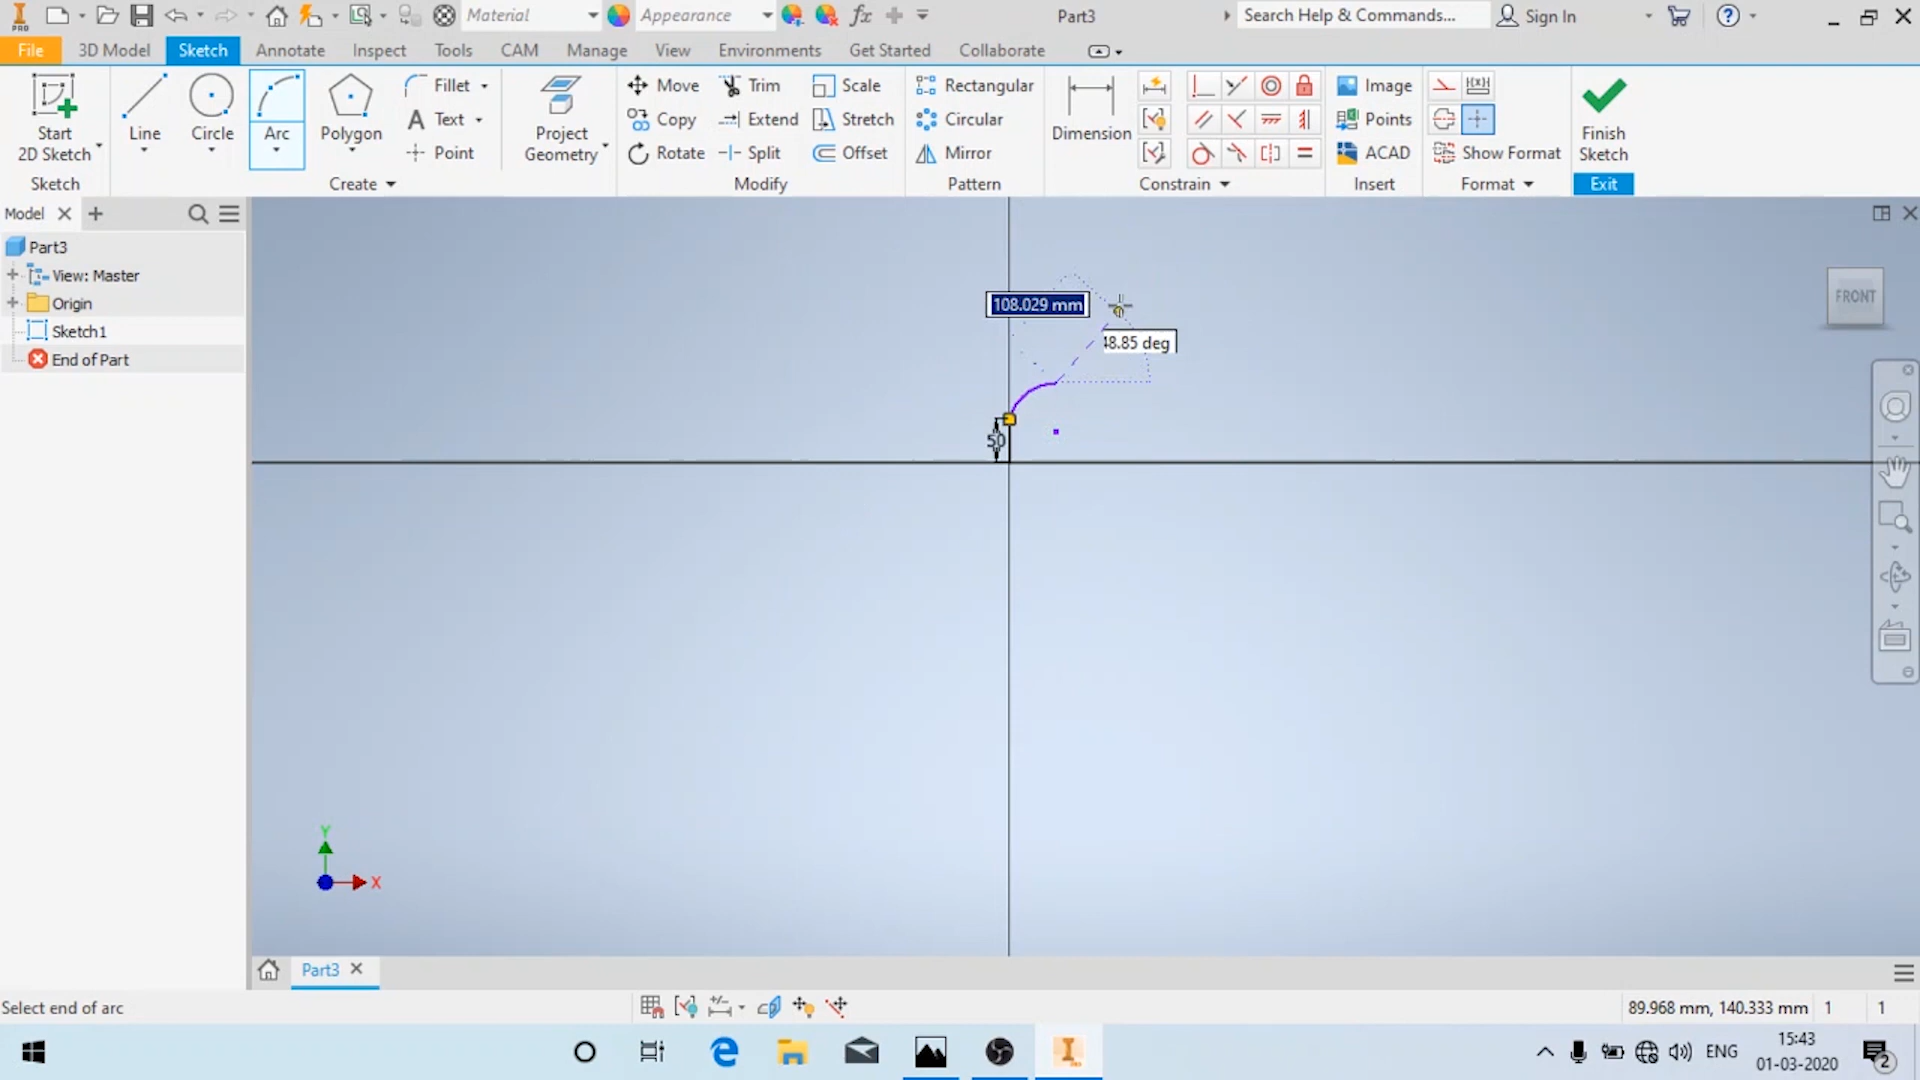 PRO
Material
Appearance
fx
Part3
Search Help & Commands...
Sign In
File
3D Model
Sketch
Annotate
Inspect
Tools
CAM
Manage
View
Environments
Get Started
Collaborate
Start
2D Sketch
Line
Circle
Arc
Polygon
Fillet
Text
Point
Project
Geometry
Move
Copy
Rotate
Trim
Extend
Split
Scale
Stretch
Offset
Rectangular
Circular
Mirror
Dimension
Image
Points
ACAD
Show Format
Finish
Sketch
Sketch
Create
Modify
Pattern
Constrain
Insert
Format
Exit
Model
Part3
View: Master
Origin
Sketch1
End of Part
108.029 mm
48.85 deg
50
FRONT
Y
X
Part3
Select end of arc
89.968 mm, 140.333 mm
1
1
ENG
15:43
01-03-2020
2